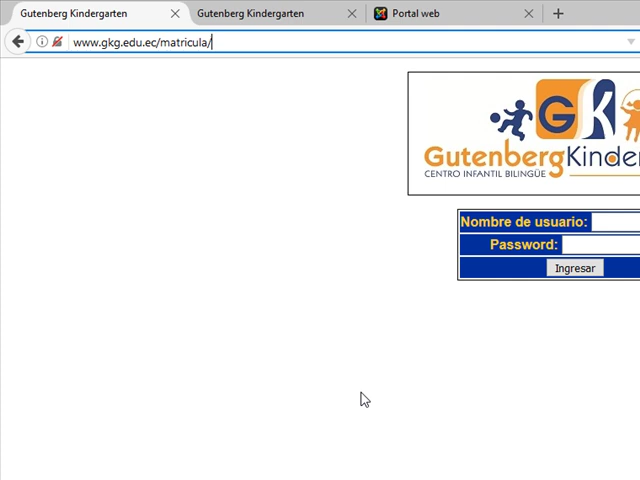 Gutenberg Kindergarten
Gutenberg Kindergarten
Portal web
www.gkg.edu.ec/matricula/
GK
GutenbergKinder
CENTRO INFANTIL BILINGÜE
Nombre de usuario:
Password:
Ingresar